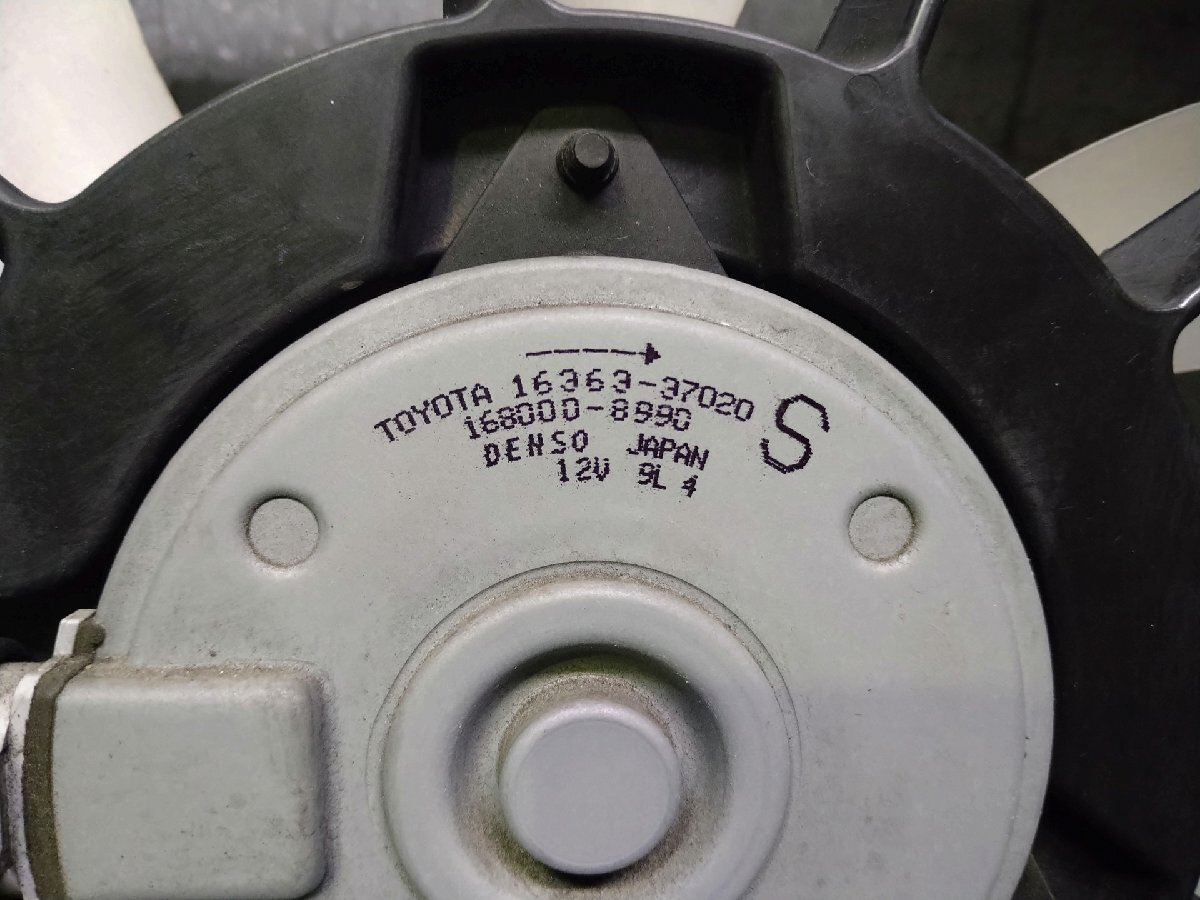 TOYOTA 16363-37020
168000-8990
DENSO JAPAN
12V 9L 4
S